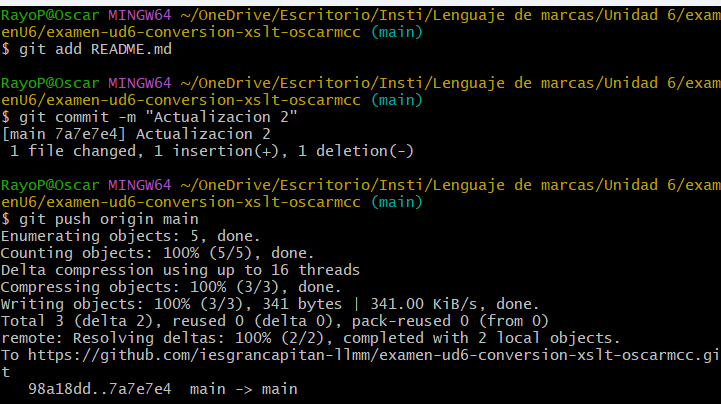 RayoP@Oscar MINGW64 ~/OneDrive/Escritorio/Insti/Lenguaje de marcas/Unidad 6/exam
enU6/examen-ud6-conversion-xslt-oscarmcc (main)
$ git add README.md
RayoP@Oscar MINGW64 ~/OneDrive/Escritorio/Insti/Lenguaje de marcas/Unidad 6/exam
enU6/examen-ud6-conversion-xslt-oscarmcc (main)
$ git commit -m "Actualizacion 2"
[main 7a7e7e4] Actualizacion 2
 1 file changed, 1 insertion(+), 1 deletion(-)
RayoP@Oscar MINGW64 ~/OneDrive/Escritorio/Insti/Lenguaje de marcas/Unidad 6/exam
enU6/examen-ud6-conversion-xslt-oscarmcc (main)
$ git push origin main
Enumerating objects: 5, done.
Counting objects: 100% (5/5), done.
Delta compression using up to 16 threads
Compressing objects: 100% (3/3), done.
Writing objects: 100% (3/3), 341 bytes | 341.00 KiB/s, done.
Total 3 (delta 2), reused 0 (delta 0), pack-reused 0 (from 0)
remote: Resolving deltas: 100% (2/2), completed with 2 local objects.
To https://github.com/iesgrancapitan-llmm/examen-ud6-conversion-xslt-oscarmcc.gi
t
   98a18dd..7a7e7e4  main -> main